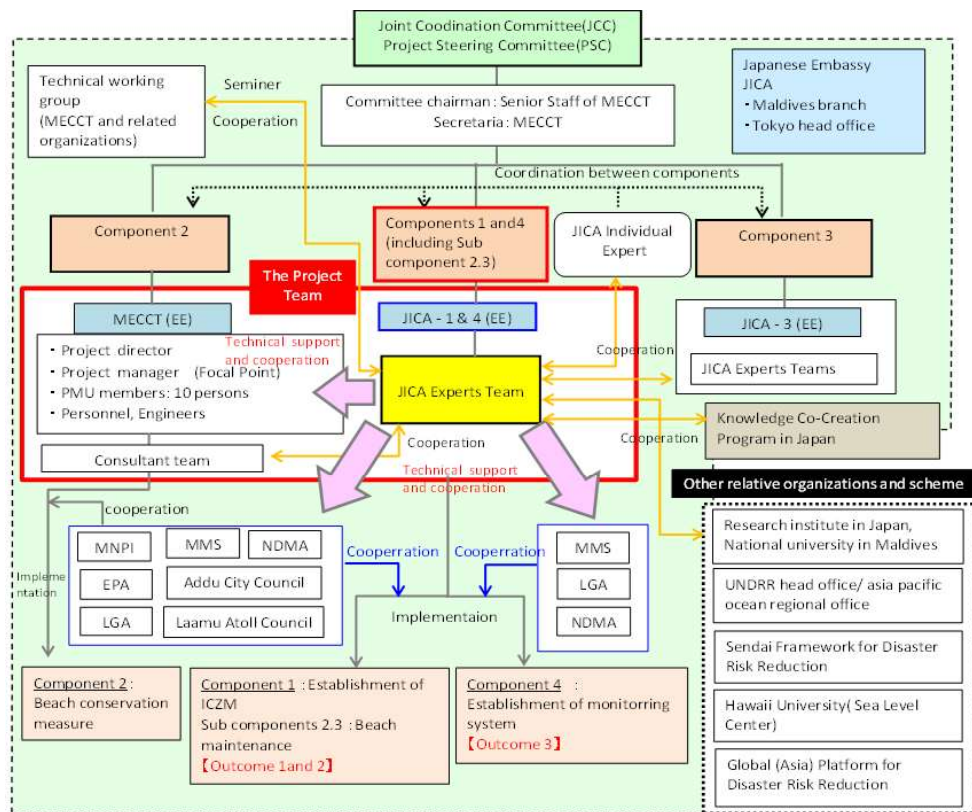 Joint Coodination Committee(JCC)
Project Steering Committee(PSC)
Technical working
group
(MECCT and related
organizations)
Seminer
Cooperation
Committee chairman : Senior Staff of MECCT
Secretaria: MECCT
Japanese Embassy
JICA
・Maldives branch
・Tokyo head office
Coordination between components
Component 2
Components 1 and4
(including Sub
component 2.3)
JICA Individual
Expert
Component 3
The Project
Team
MECCT (EE)
JICA - 1 & 4 (EE)
JICA - 3 (EE)
・Project director
・Project manager (Focal Point)
・PMU members: 10 persons
・Personnel, Engineers
Technical support
and cooperation
JICA Experts Team
Cooperation
JICA Experts Teams
Consultant team
Cooperation
Technical support
and cooperation
Cooperation
Knowledge Co-Creation
Program in Japan
Other relative organizations and scheme
cooperation
Impleme
ntation
MNPI
MMS
NDMA
EPA
Addu City Council
LGA
Laamu Atoll Council
Cooperration
Cooperration
MMS
LGA
NDMA
Implementaion
Research institute in Japan,
National university in Maldives
UNDRR head office/ asia pacific
ocean regional office
Sendai Framework for Disaster
Risk Reduction
Hawaii University( Sea Level
Center)
Global (Asia) Platform for
Disaster Risk Reduction
Component 2 :
Beach conservation
measure
Component 1 : Establishment of
ICZM
Sub components 2.3 : Beach
maintenance
【Outcome 1and 2】
Component 4 :
Establishment of monitorring
system
【Outcome 3】